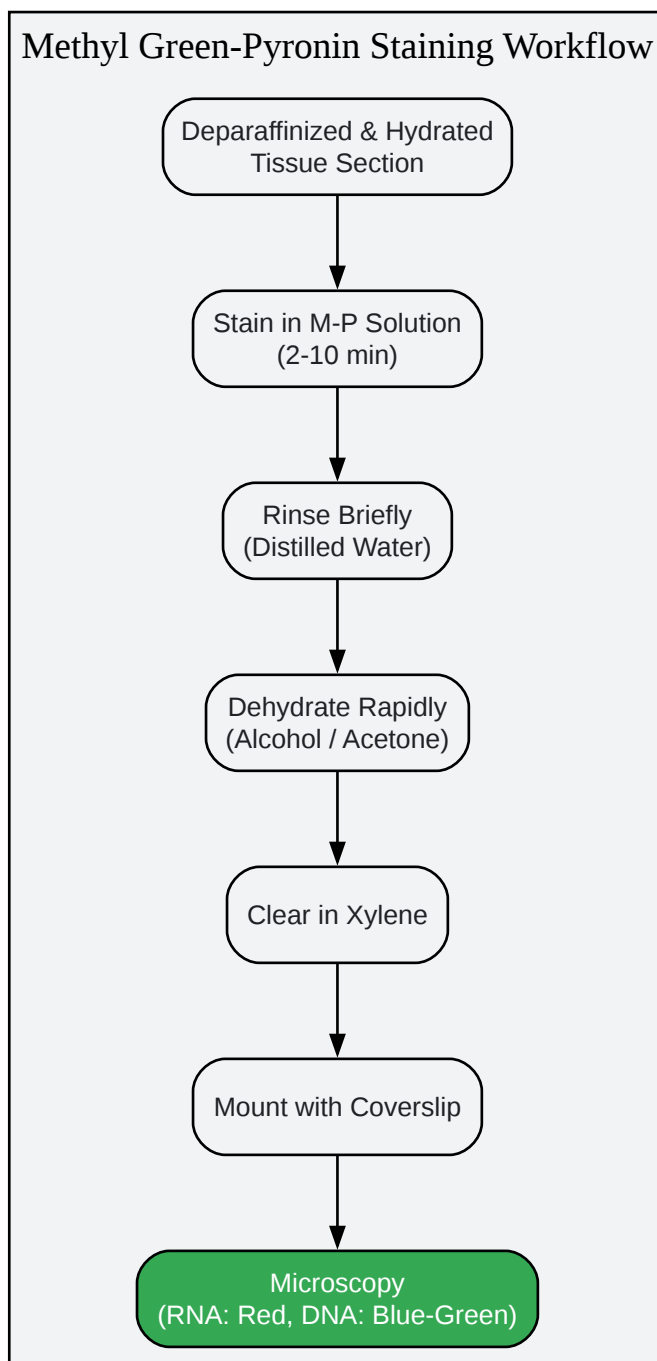 Methyl Green-Pyronin Staining Workflow
Deparaffinized & Hydrated
Tissue Section
Stain in M-P Solution
(2-10 min)
Rinse Briefly
(Distilled Water)
Dehydrate Rapidly
(Alcohol / Acetone)
Clear in Xylene
Mount with Coverslip
Microscopy
(RNA: Red, DNA: Blue-Green)